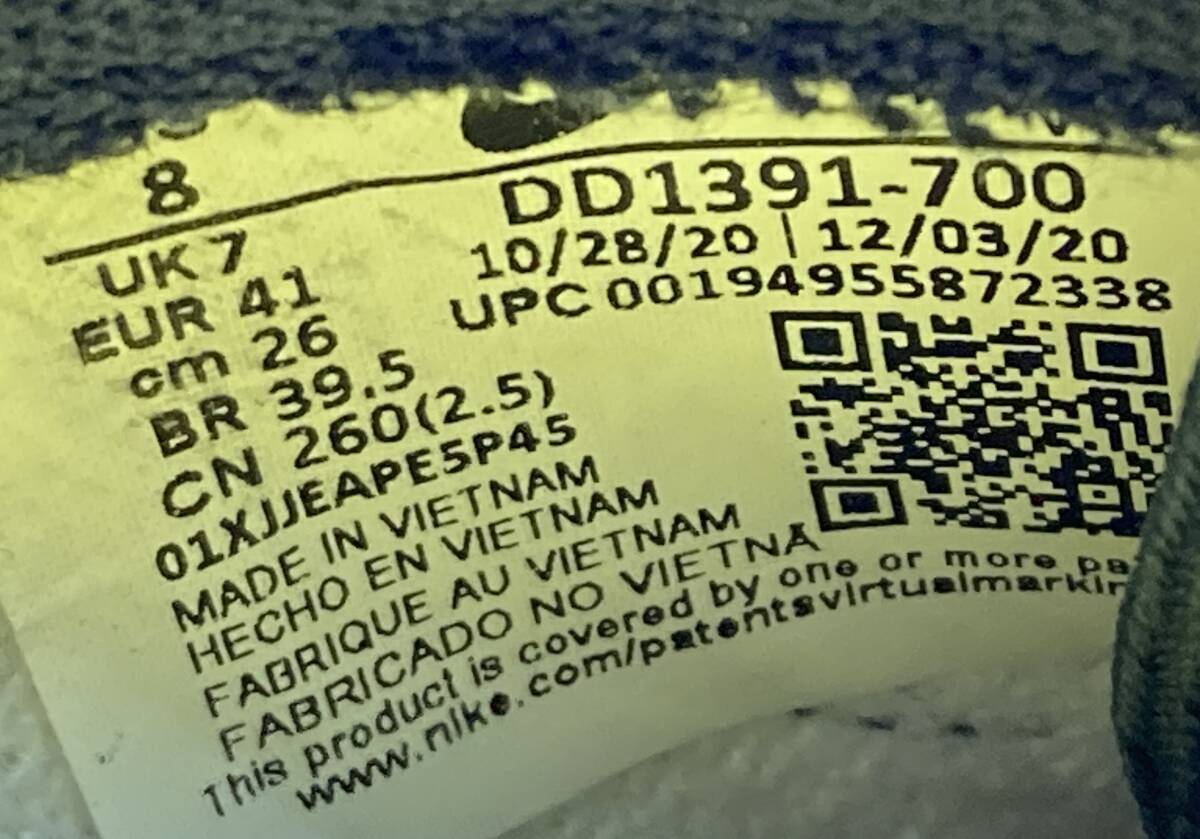 8
UK 7
EUR 41
cm 26
BR 39.5
CN 260(2.5)
01XJJEAPE5P45
MADE IN VIETNAM
HECHO EN VIETNAM
FABRIQUE AU VIETNAM
FABRICADO NO VIETNÃ
This product is covered by one or more
www.nike.com/patentsvirtualmarkin
DD1391-700
10/28/20 | 12/03/20
UPC 00194955872338